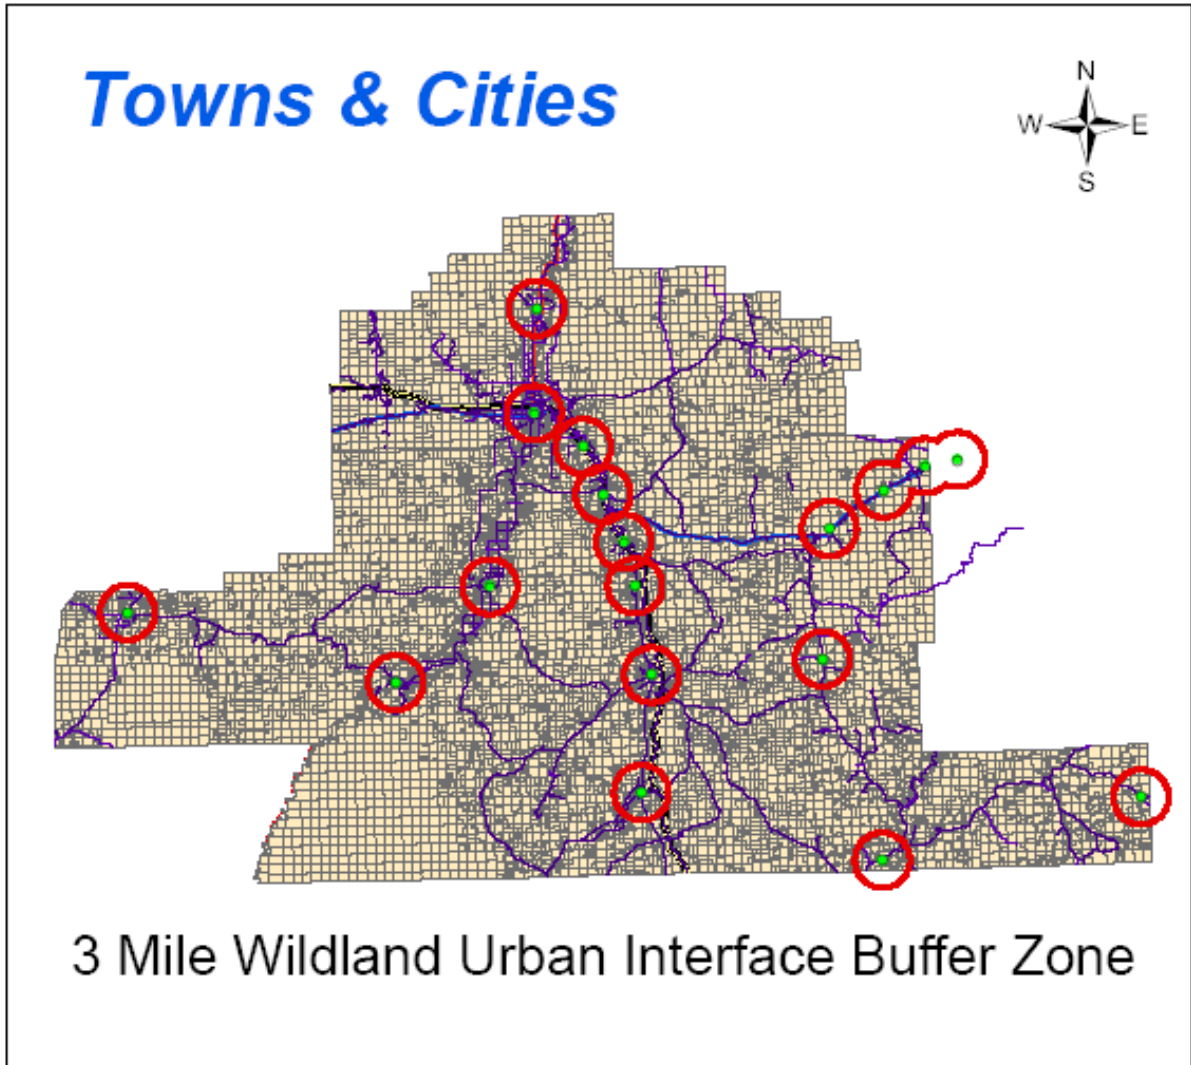 Towns & Cities
N
W E
S
3 Mile Wildland Urban Interface Buffer Zone